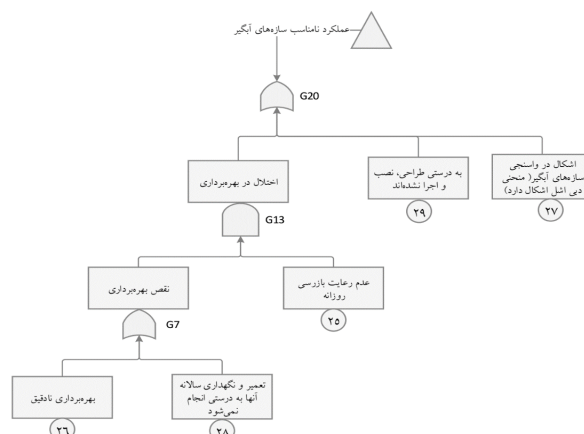 عملکرد نامناسب سازه‌های آبگیر
G20
اختلال در بهره‌برداری
به درستی طراحی، نصب
و اجرا نشده‌اند
اشکال در واسنجی
سازه‌های آبگیر( منحنی
دبی اشل اشکال دارد)
۲۹
۲۷
G13
نقص بهره‌برداری
عدم رعایت بازرسی
روزانه
۲۵
G7
بهره‌برداری نادقیق
تعمیر و نگهداری سالانه
آنها به درستی انجام
نمی‌شود
۲۶
۲۸